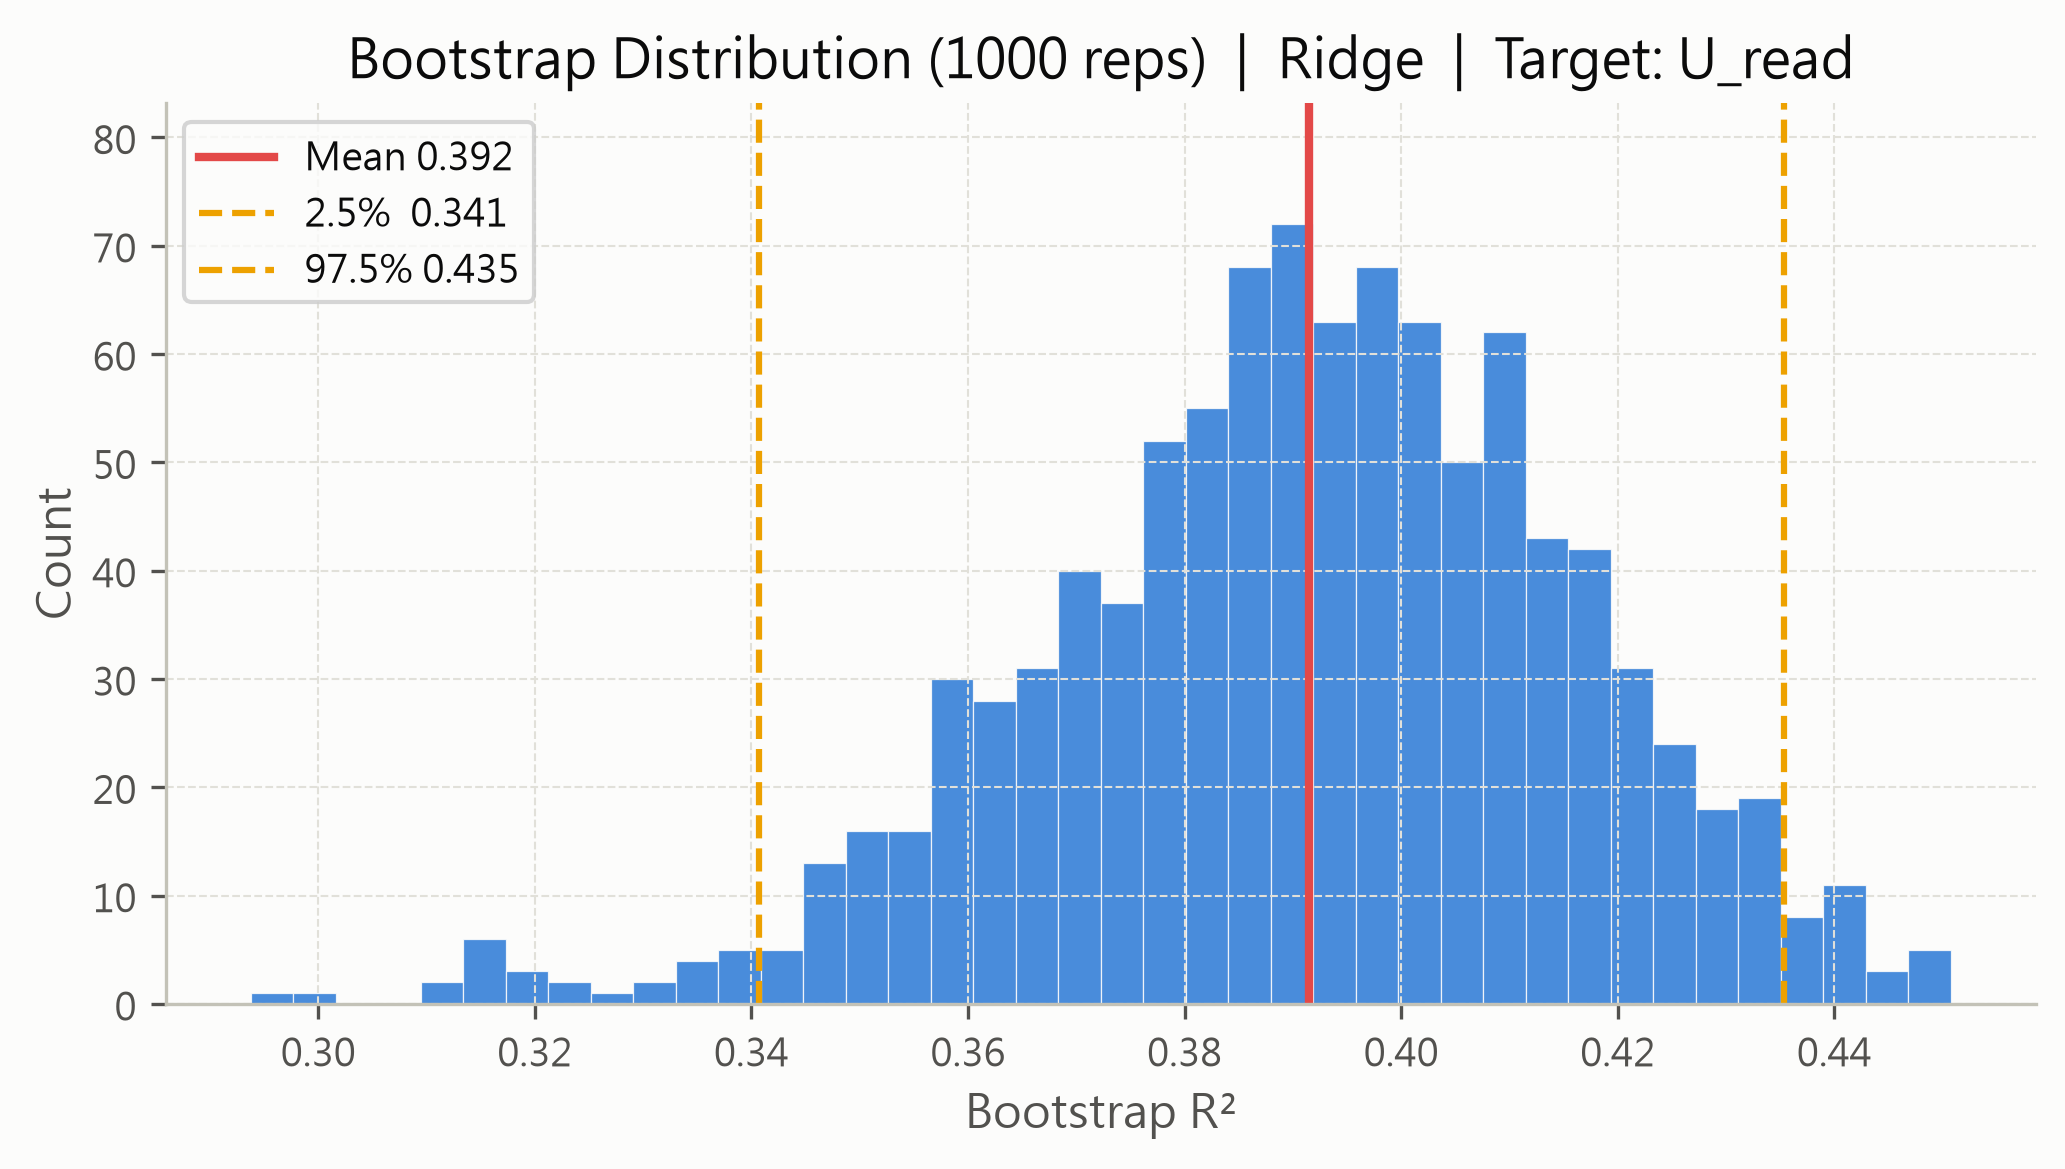 Bootstrap Distribution (1000 reps) | Ridge | Target: U_read
Mean 0.392
2.5% 0.341
97.5% 0.435
80
70
60
50
40
30
20
10
0
Count
0.30 0.32 0.34 0.36 0.38 0.40 0.42 0.44
Bootstrap R²